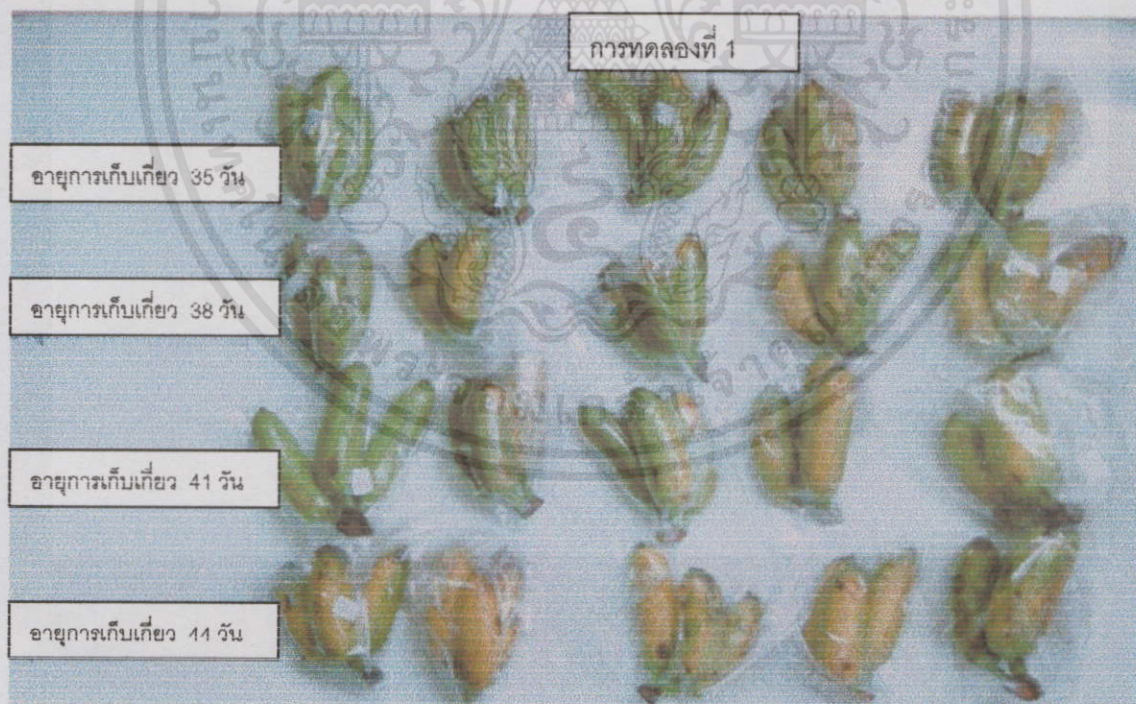 การทดลองที่ 1
อายุการเก็บเกี่ยว 35 วัน
อายุการเก็บเกี่ยว 38 วัน
อายุการเก็บเกี่ยว 41 วัน
อายุการเก็บเกี่ยว 44 วัน